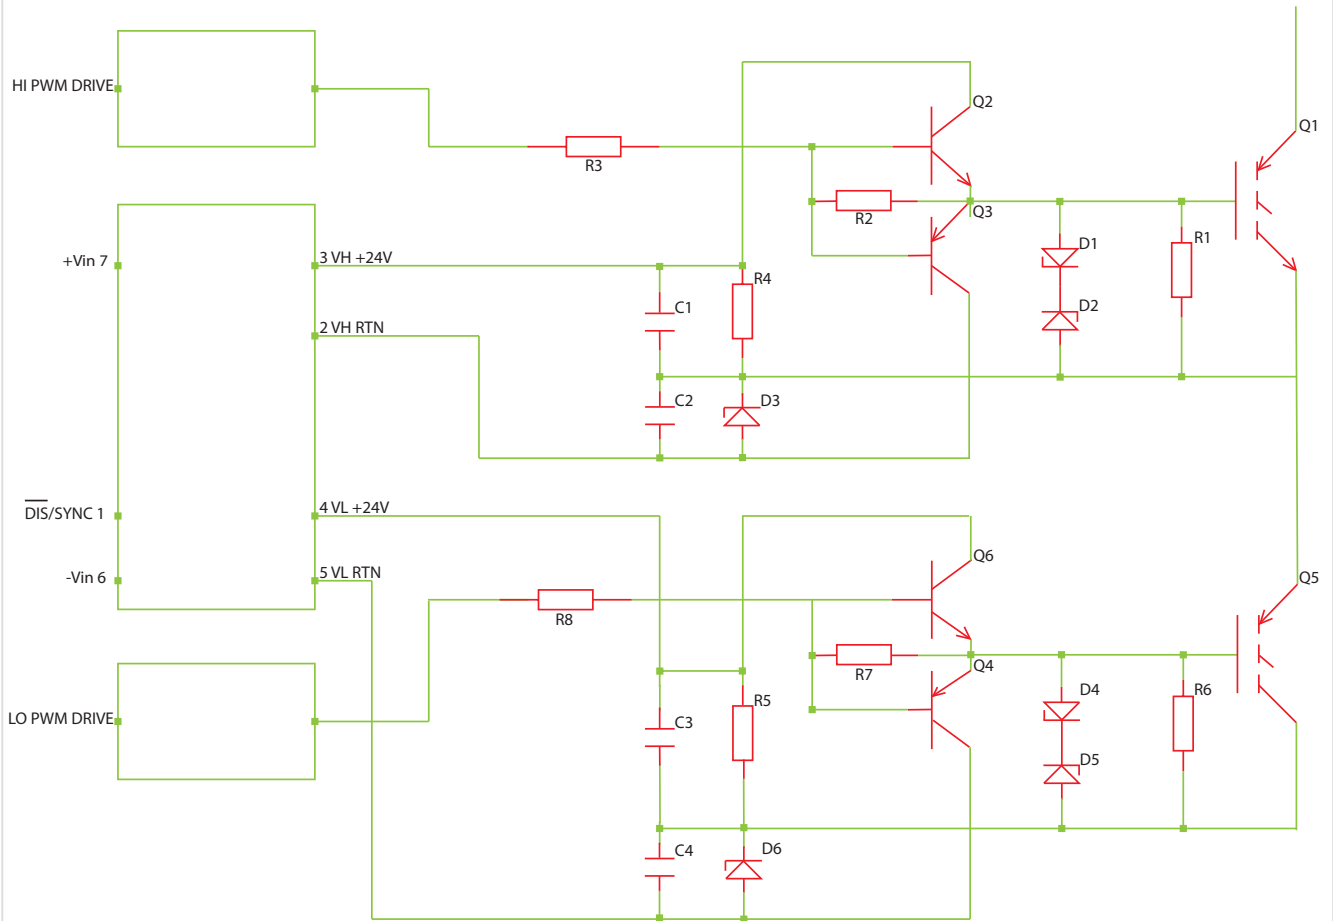 HI PWM DRIVE
Q2
Q1
R3
R2
Q3
+Vin 7
3 VH +24V
D1
R1
R4
C1
D2
2 VH RTN
C2
D3
DIS/SYNC 1
4 VL +24V
-Vin 6
5 VL RTN
Q6
Q5
R8
R7
Q4
LO PWM DRIVE
C3
R5
D4
R6
D5
C4
D6